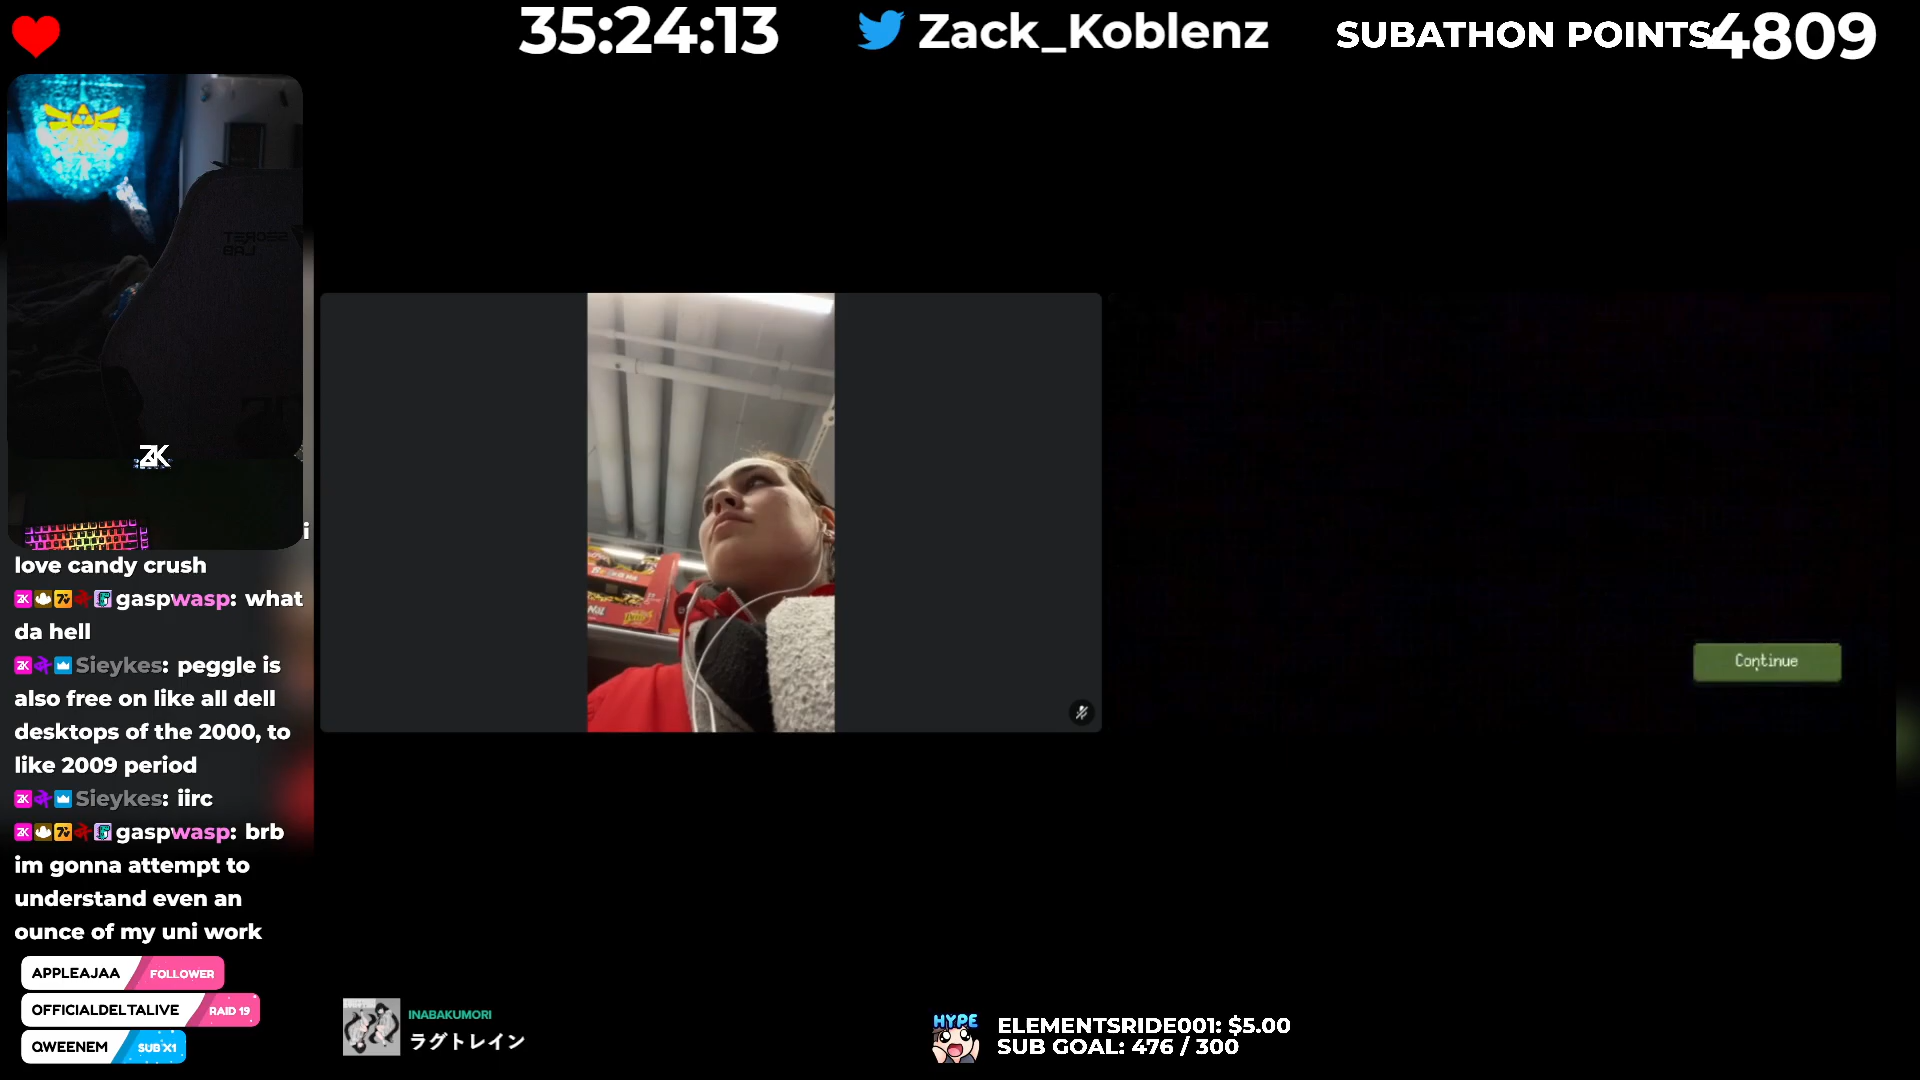 35:24:13
Zack_Koblenz
SUBATHON POINTS:
4809
ZK
i
love candy crush
gaspwasp: what
da hell
Sieykes: peggle is
also free on like all dell
desktops of the 2000, to
like 2009 period
Sieykes: iirc
gaspwasp: brb
im gonna attempt to
understand even an
ounce of my uni work
APPLEAJAA FOLLOWER
OFFICIALDELTALIVE RAID 19
QWEENEM SUB X1
Continue
INABAKUMORI
ラグトレイン
HYPE
ELEMENTSRIDE001: $5.00
SUB GOAL: 476 / 300